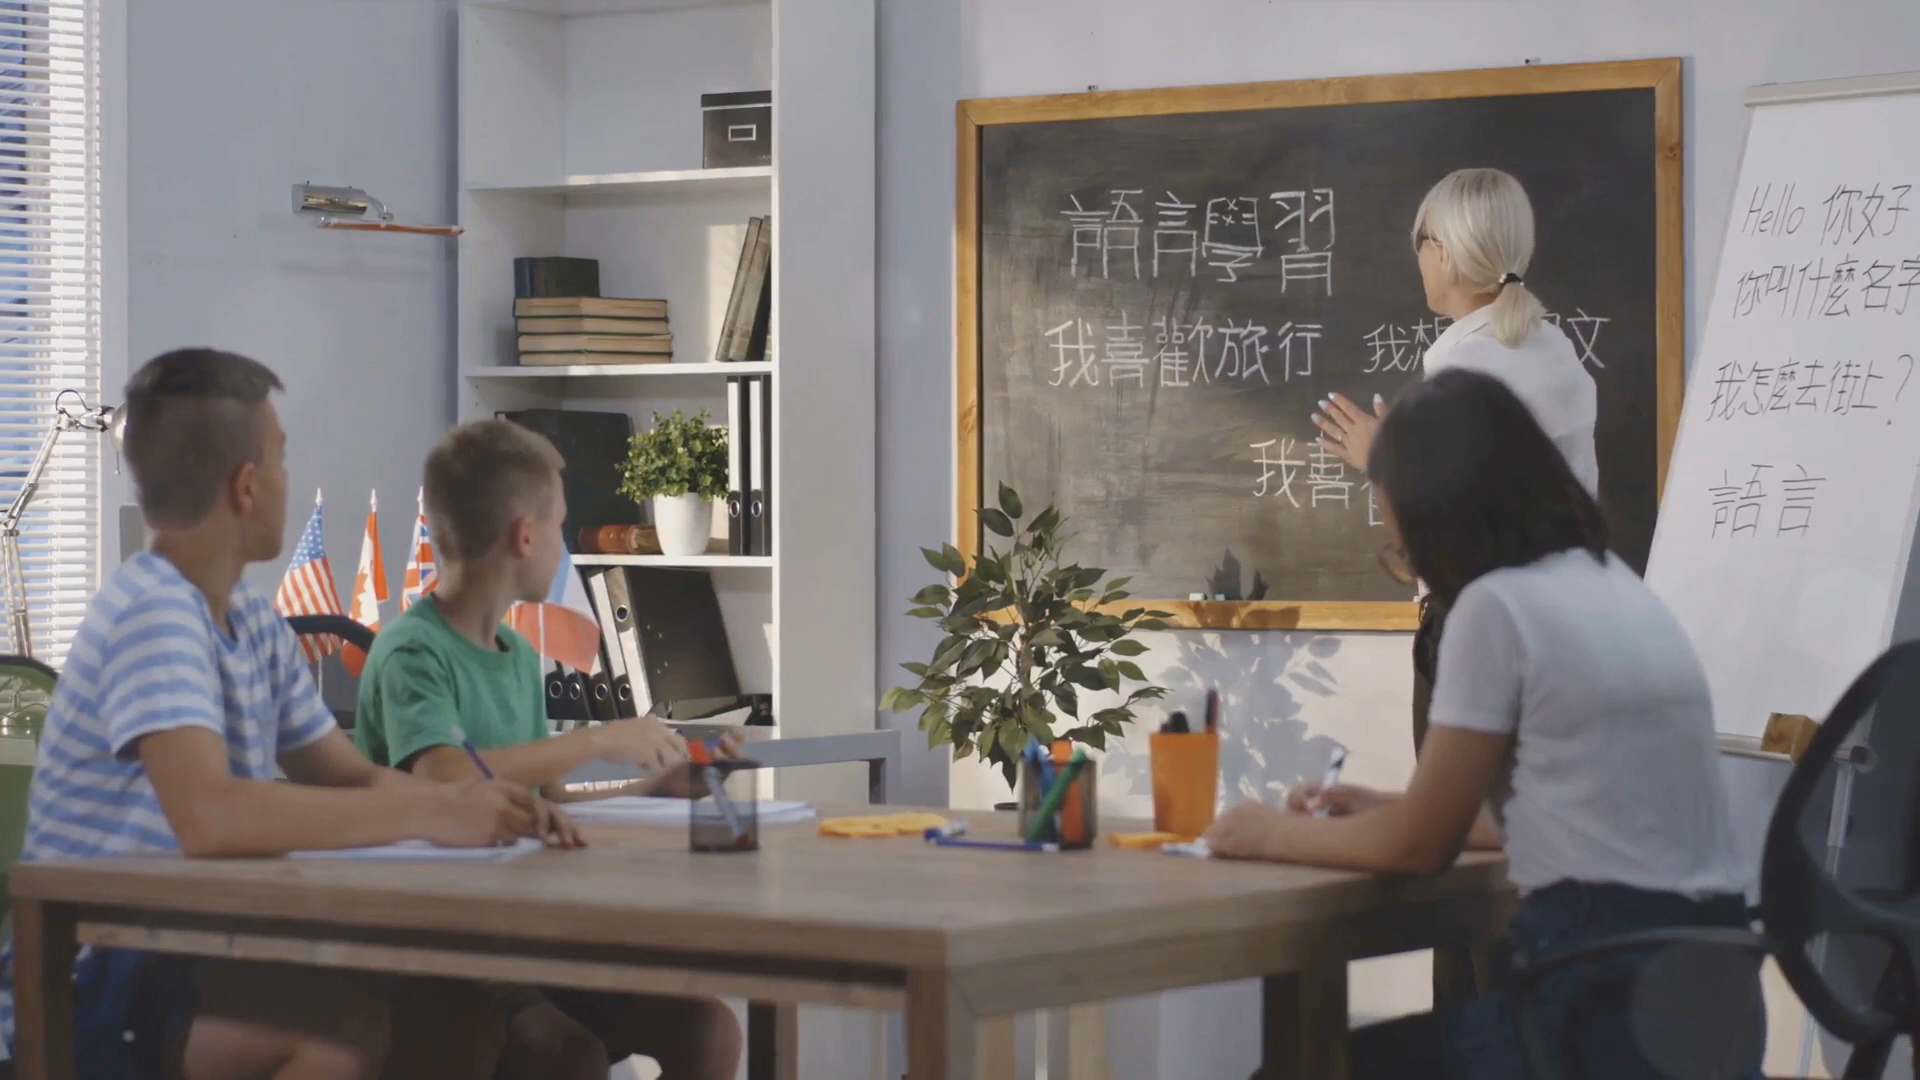 語言學習
我喜歡旅行 我想 文
我喜
Hello 你好
你叫什麼名字
我怎麼去街上?
語言